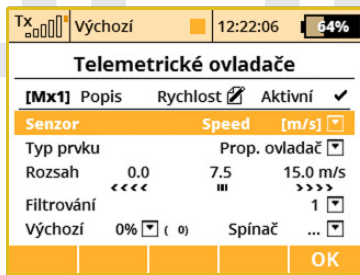 Tx Výchozí 12:22:06 64%
Telemetrické ovladače
[Mx1] Popis Rychlost Aktivní ✔
Senzor Speed [m/s]
Typ prvku Prop. ovladač
Rozsah 0.0 7.5 15.0 m/s
Filtrování 1
Výchozí 0% ( 0) Spínač ...
OK